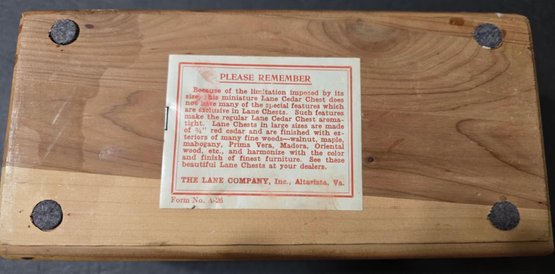 PLEASE REMEMBER
Because of the limitation imposed by its
size, this miniature Lane Cedar Chest does
not have many of the special features which
are exclusive in Lane Chests. Such features
make the regular Lane Cedar Chest aroma-
tight. Lane Chests in large sizes are made
of ¾" red cedar and are finished with ex-
teriors of many fine woods—walnut, maple,
mahogany, Prima Vera, Madora, Oriental
wood, etc., and harmonize with the color
and finish of finest furniture. See these
beautiful Lane Chests at your dealers.
THE LANE COMPANY, Inc., Altavista, Va.
Form No. A-26